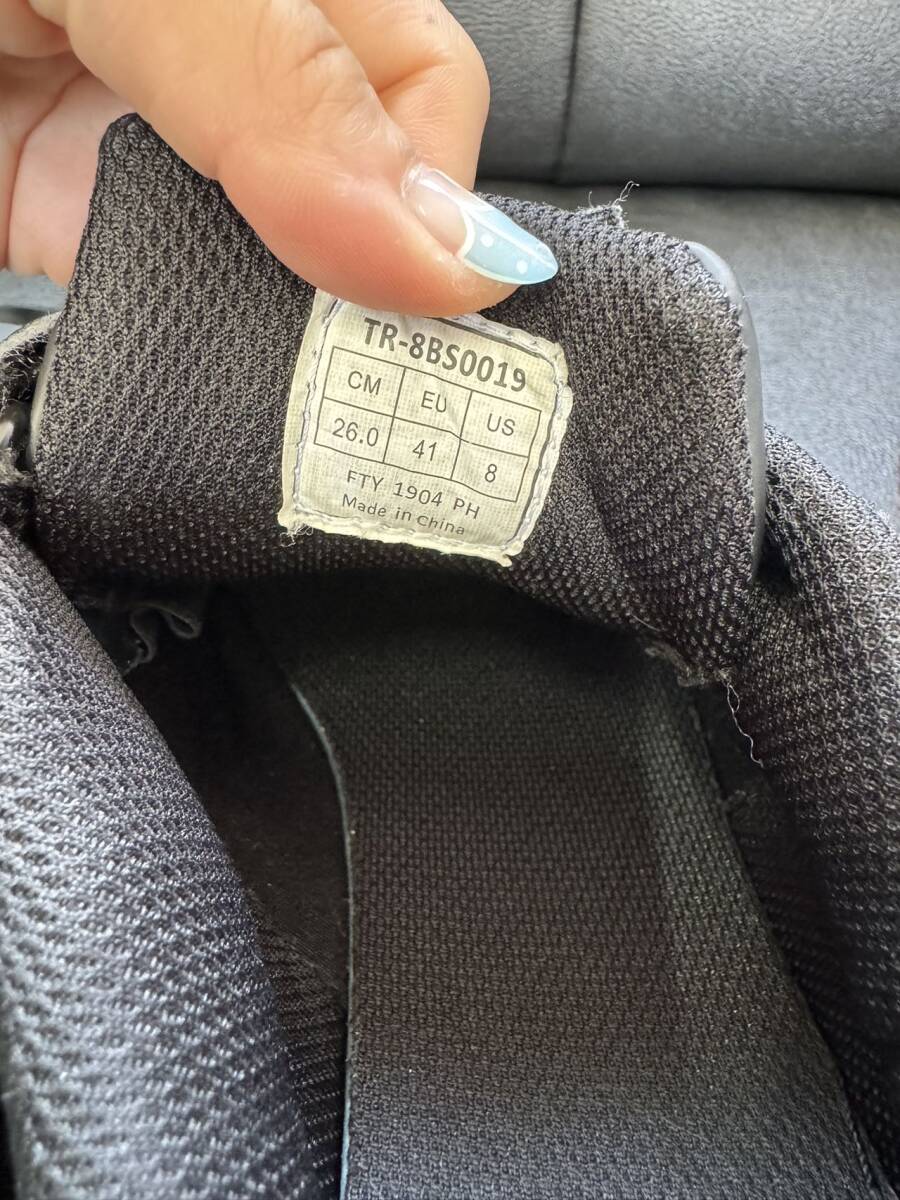 TR-8BS0019
CM EU US
26.0 41 8
FTY 1904 PH
Made in China